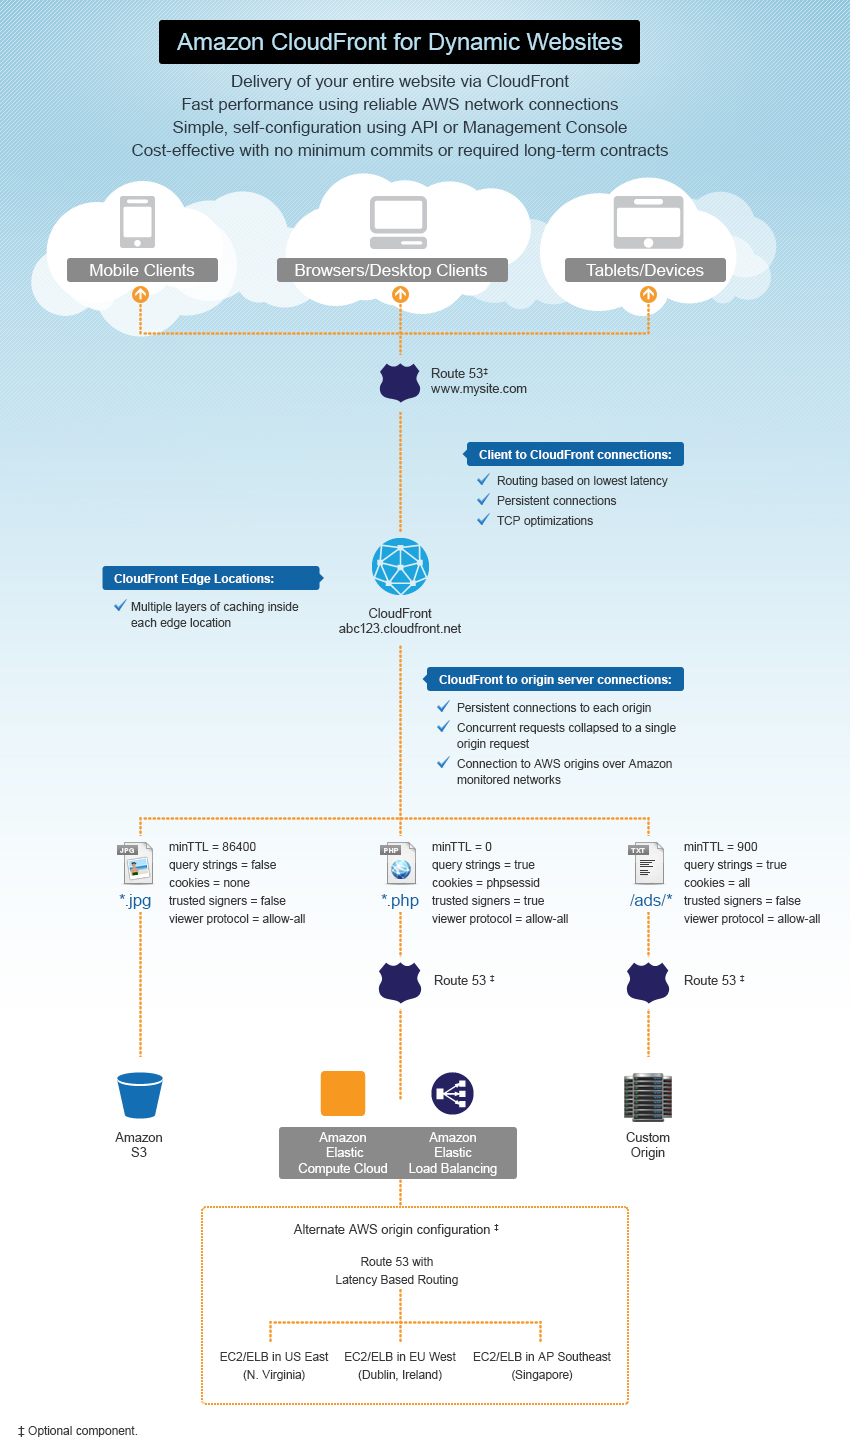 Amazon CloudFront for Dynamic Websites
Delivery of your entire website via CloudFront
Fast performance using reliable AWS network connections
Simple, self-configuration using API or Management Console
Cost-effective with no minimum commits or required long-term contracts
Mobile Clients
Browsers/Desktop Clients
Tablets/Devices
Route 53‡
www.mysite.com
Client to CloudFront connections:
Routing based on lowest latency
Persistent connections
TCP optimizations
CloudFront Edge Locations:
Multiple layers of caching inside
each edge location
CloudFront
abc123.cloudfront.net
CloudFront to origin server connections:
Persistent connections to each origin
Concurrent requests collapsed to a single
origin request
Connection to AWS origins over Amazon
monitored networks
JPG
*.jpg
minTTL = 86400
query strings = false
cookies = none
trusted signers = false
viewer protocol = allow-all
PHP
*.php
minTTL = 0
query strings = true
cookies = phpsessid
trusted signers = true
viewer protocol = allow-all
TXT
/ads/*
minTTL = 900
query strings = true
cookies = all
trusted signers = false
viewer protocol = allow-all
Route 53 ‡
Route 53 ‡
Amazon
S3
Amazon
Elastic
Compute Cloud
Amazon
Elastic
Load Balancing
Custom
Origin
Alternate AWS origin configuration ‡
Route 53 with
Latency Based Routing
EC2/ELB in US East
(N. Virginia)
EC2/ELB in EU West
(Dublin, Ireland)
EC2/ELB in AP Southeast
(Singapore)
‡ Optional component.